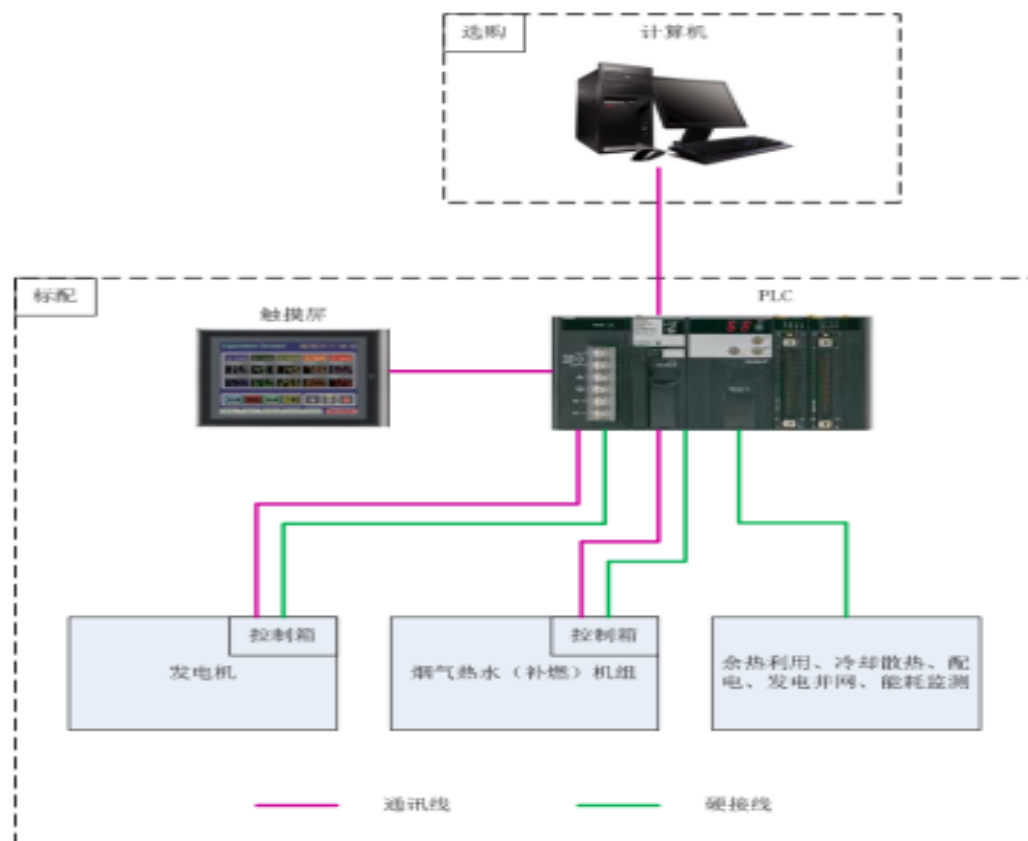 选购
计算机
标配
PLC
触摸屏
控制箱
发电机
控制箱
烟气热水（补燃）机组
余热利用、冷却散热、配
电、发电并网、能耗监测
通讯线
硬接线